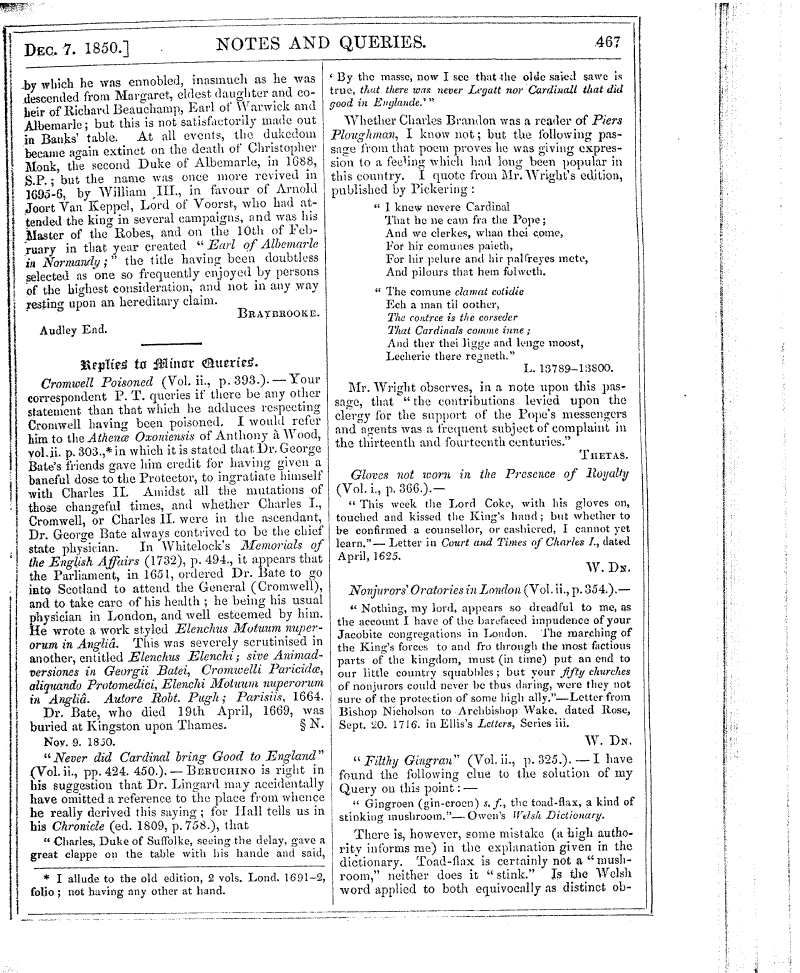 DEC. 7. 1850.] NOTES AND QUERIES. 467
by which he was ennobled, inasmuch as he was
descended from Margaret, eldest daughter and co-
heir of Richard Beauchamp, Earl of Warwick and
Albemarle; but this is not satisfactorily made out
in Banks' table. At all events, the dukedom
became again extinct on the death of Christopher
Monk, the second Duke of Albemarle, in 1688,
S.P.; but the name was once more revived in
1695-6, by William III., in favour of Arnold
Joort Van Keppel, Lord of Voorst, who had at-
tended the king in several campaigns, and was his
Master of the Robes, and on the 10th of Feb-
ruary in that year created "Earl of Albemarle
in Normandy;" the title having been doubtless
selected as one so frequently enjoyed by persons
of the highest consideration, and not in any way
resting upon an hereditary claim.
BRAYBROOKE.
Audley End.
Replies to Minor Queries.
Cromwell Poisoned (Vol. ii., p. 393.).—Your
correspondent P. T. queries if there be any other
statement than that which he adduces respecting
Cromwell having been poisoned. I would refer
him to the Athenæ Oxoniensis of Anthony à Wood,
vol. ii. p. 303.,* in which it is stated that Dr. George
Bate's friends gave him credit for having given a
baneful dose to the Protector, to ingratiate himself
with Charles II. Amidst all the mutations of
those changeful times, and whether Charles I.,
Cromwell, or Charles II. were in the ascendant,
Dr. George Bate always contrived to be the chief
state physician. In Whitelock's Memorials of
the English Affairs (1732), p. 494., it appears that
the Parliament, in 1651, ordered Dr. Bate to go
into Scotland to attend the General (Cromwell),
and to take care of his health; he being his usual
physician in London, and well esteemed by him.
He wrote a work styled Elenchus Motuum nuper-
orum in Angliâ. This was severely scrutinised in
another, entitled Elenchus Elenchi; sive Animad-
versiones in Georgii Batei, Cromwelli Paricidæ,
aliquando Protomedici, Elenchi Motuum nuperorum
in Angliâ. Autore Robt. Pugh; Parisiis, 1664.
Dr. Bate, who died 19th April, 1669, was
buried at Kingston upon Thames. § N.
Nov. 9. 1850.
"Never did Cardinal bring Good to England"
(Vol. ii., pp. 424. 450.).—BERUCHINO is right in
his suggestion that Dr. Lingard may accidentally
have omitted a reference to the place from whence
he really derived this saying; for Hall tells us in
his Chronicle (ed. 1809, p. 758.), that
"Charles, Duke of Suffolke, seeing the delay, gave a
great clappe on the table with his hande and said,
* I allude to the old edition, 2 vols. Lond. 1691-2,
folio; not having any other at hand.
'By the masse, now I see that the olde saied sawe is
true, that there was never Legatt nor Cardinall that did
good in Englande.'"
Whether Charles Brandon was a reader of Piers
Ploughman, I know not; but the following pas-
sage from that poem proves he was giving expres-
sion to a feeling which had long been popular in
this country. I quote from Mr. Wright's edition,
published by Pickering:
"I knew nevere Cardinal
That he ne cam fra the Pope;
And we clerkes, whan thei come,
For hir comunes paieth,
For hir pelure and hir palfreyes mete,
And pilours that hem folweth.
"The comune clamat cotidie
Ech a man til oother,
The contree is the corseder
That Cardinals comme inne;
And ther thei ligge and lenge moost,
Lecherie there regneth."
L. 13789-13800.
Mr. Wright observes, in a note upon this pas-
sage, that "the contributions levied upon the
clergy for the support of the Pope's messengers
and agents was a frequent subject of complaint in
the thirteenth and fourteenth centuries."
THETAS.
Gloves not worn in the Presence of Royalty
(Vol. i., p. 366.).—
"This week the Lord Coke, with his gloves on,
touched and kissed the King's hand; but whether to
be confirmed a counsellor, or cashiered, I cannot yet
learn."—Letter in Court and Times of Charles I., dated
April, 1625.
W. DN.
Nonjurors' Oratories in London (Vol. ii., p. 354.).—
"Nothing, my lord, appears so dreadful to me, as
the account I have of the barefaced impudence of your
Jacobite congregations in London. The marching of
the King's forces to and fro through the most factious
parts of the kingdom, must (in time) put an end to
our little country squabbles; but your fifty churches
of nonjurors could never be thus daring, were they not
sure of the protection of some high ally."—Letter from
Bishop Nicholson to Archbishop Wake, dated Rose,
Sept. 20. 1716. in Ellis's Letters, Series iii.
W. DN.
"Filthy Gingran" (Vol. ii., p. 325.).—I have
found the following clue to the solution of my
Query on this point:—
"Gingroen (gin-croen) s. f., the toad-flax, a kind of
stinking mushroom."—Owen's Welsh Dictionary.
There is, however, some mistake (a high autho-
rity informs me) in the explanation given in the
dictionary. Toad-flax is certainly not a "mush-
room," neither does it "stink." Is the Welsh
word applied to both equivocally as distinct ob-